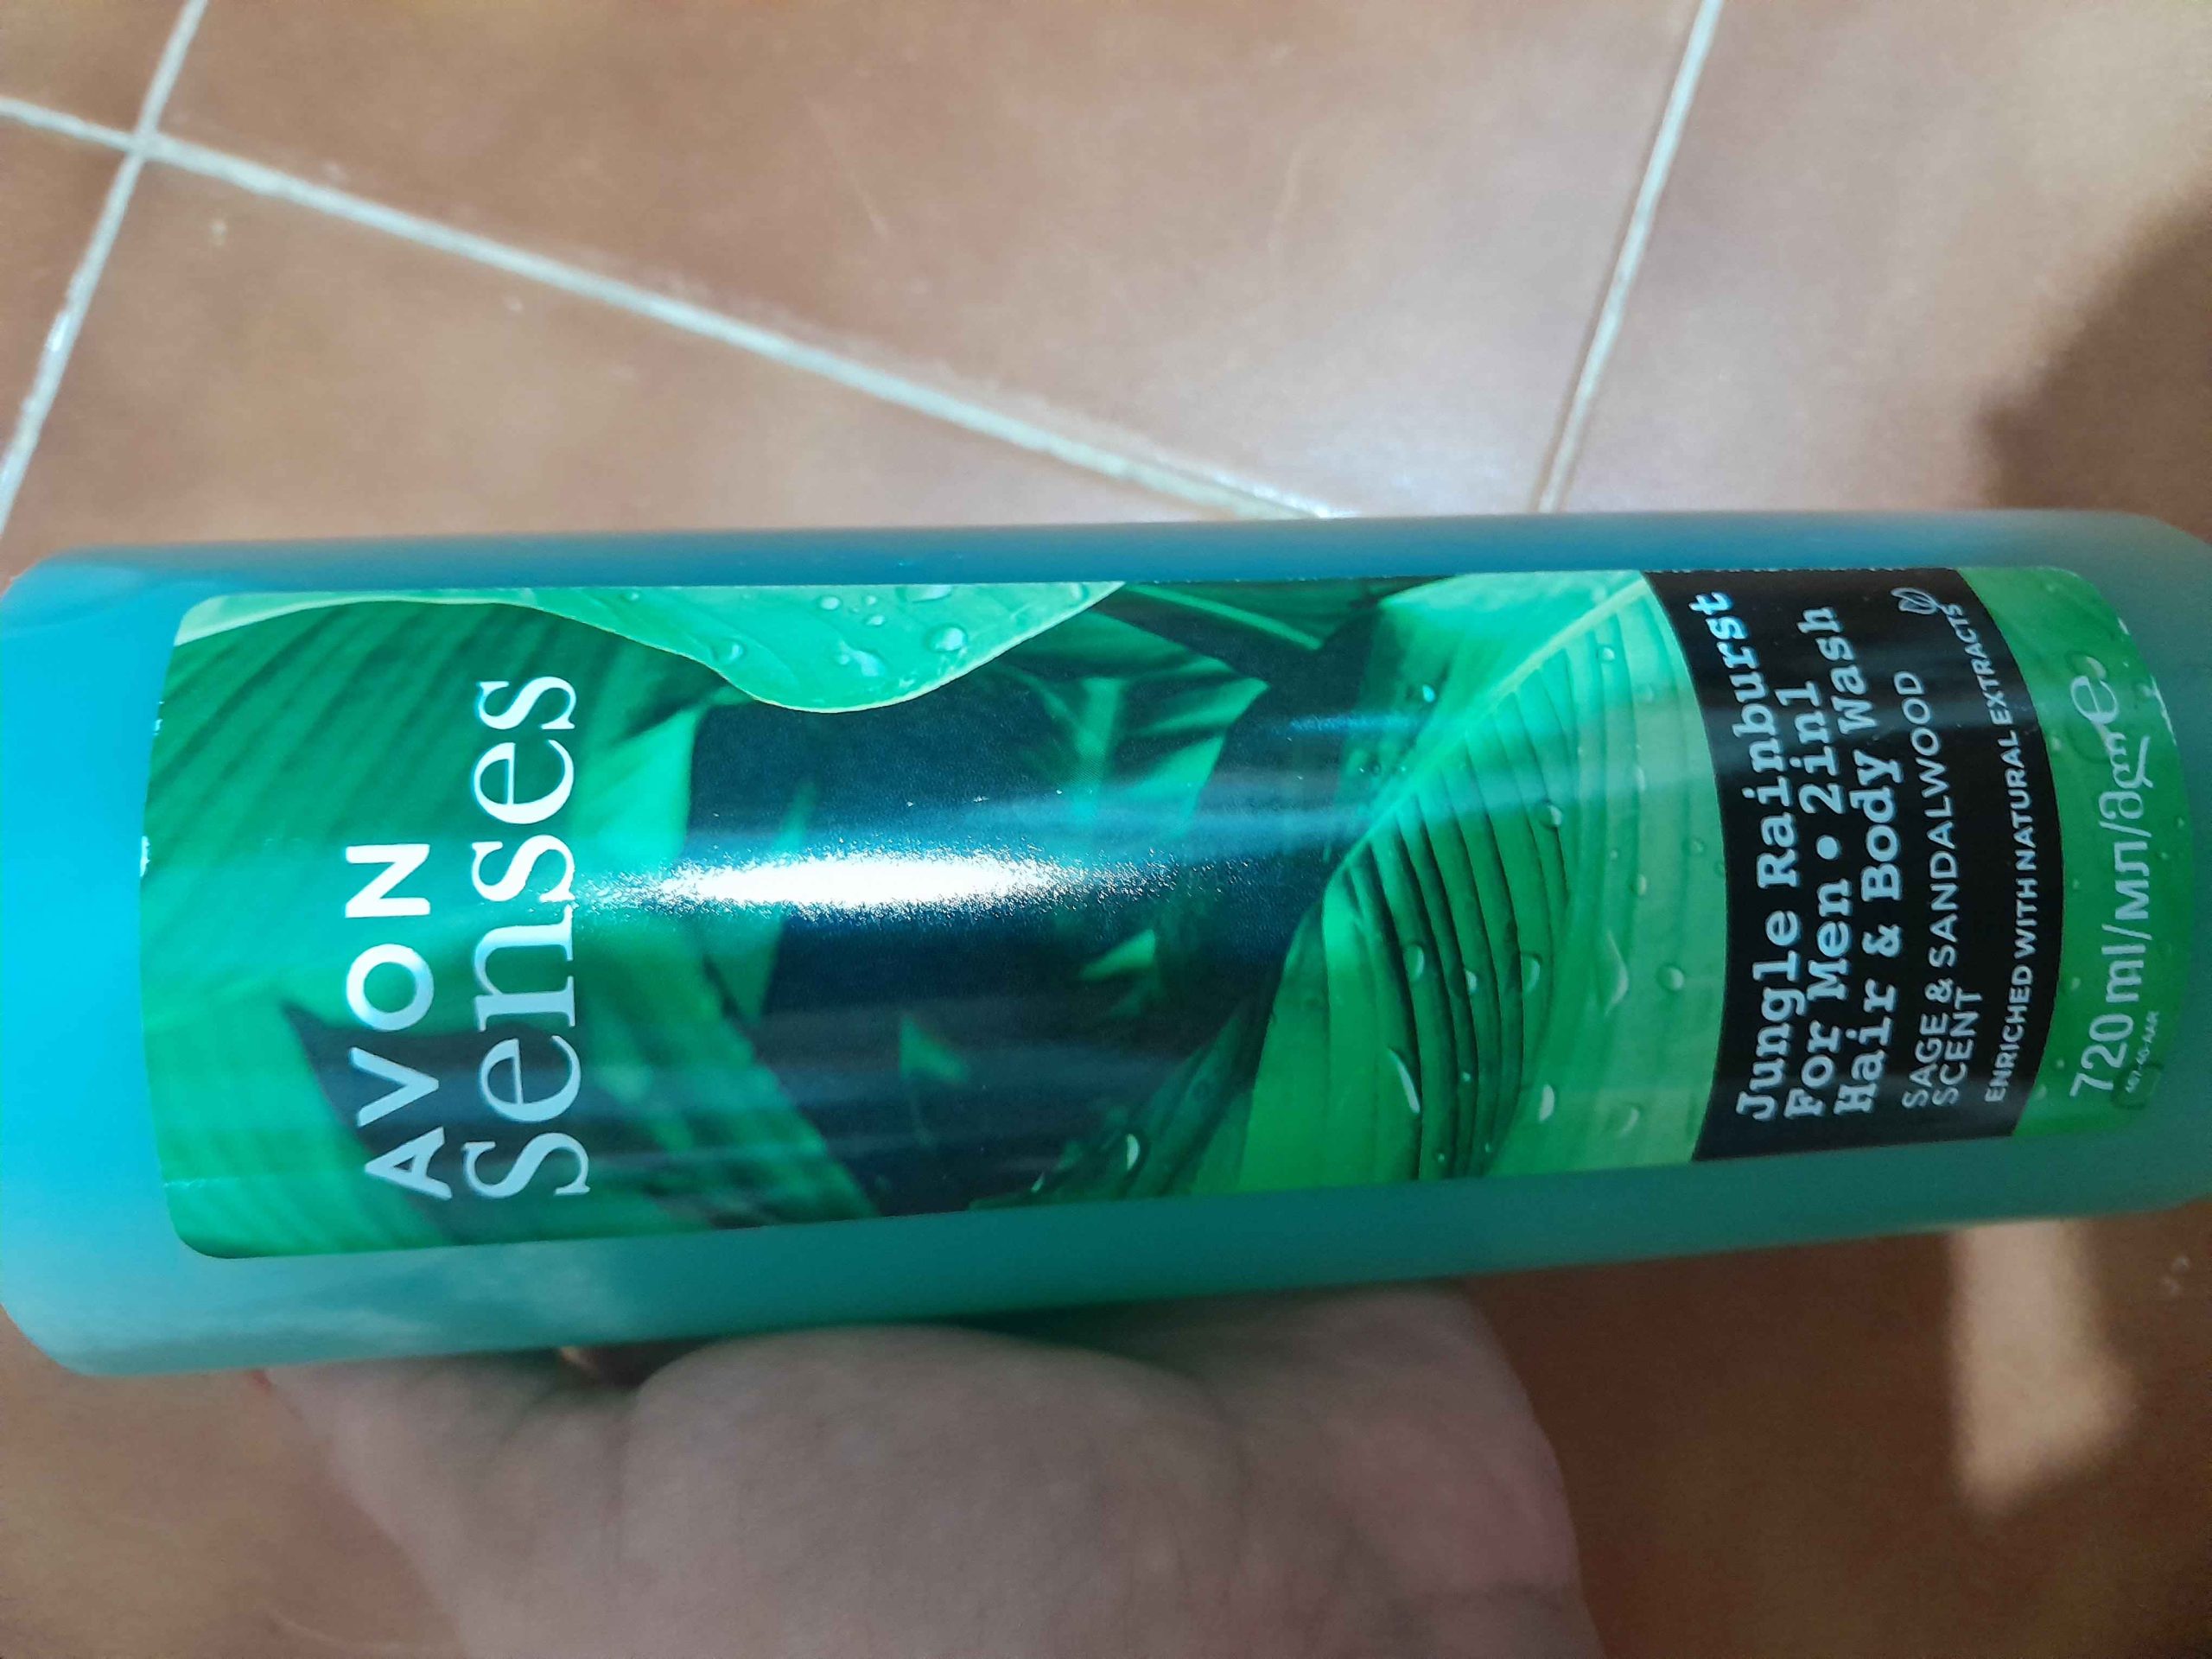 AVON
Senses
Jungle Rainburst
For Men • 2in1
Hair & Body Wash
SAGE & SANDALWOOD
SCENT
ENRICHED WITH NATURAL EXTRACTS
720 ml/мл/მლ e